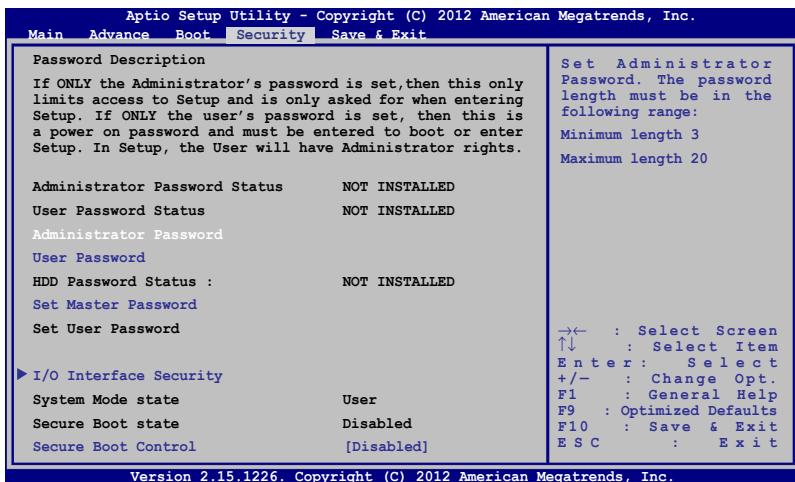 Aptio Setup Utility - Copyright (C) 2012 American Megatrends, Inc.
Main Advance Boot Security Save & Exit
Password Description
If ONLY the Administrator's password is set,then this only
limits access to Setup and is only asked for when entering
Setup. If ONLY the user's password is set, then this is
a power on password and must be entered to boot or enter
Setup. In Setup, the User will have Administrator rights.
Administrator Password Status NOT INSTALLED
User Password Status NOT INSTALLED
Administrator Password
User Password
HDD Password Status : NOT INSTALLED
Set Master Password
Set User Password
I/O Interface Security
System Mode state User
Secure Boot state Disabled
Secure Boot Control [Disabled]
Set Administrator
Password. The password
length must be in the
following range:
Minimum length 3
Maximum length 20
→← : Select Screen
↑↓ : Select Item
Enter: Select
+/— : Change Opt.
F1 : General Help
F9 : Optimized Defaults
F10 : Save & Exit
ESC : Exit
Version 2.15.1226. Copyright (C) 2012 American Megatrends, Inc.